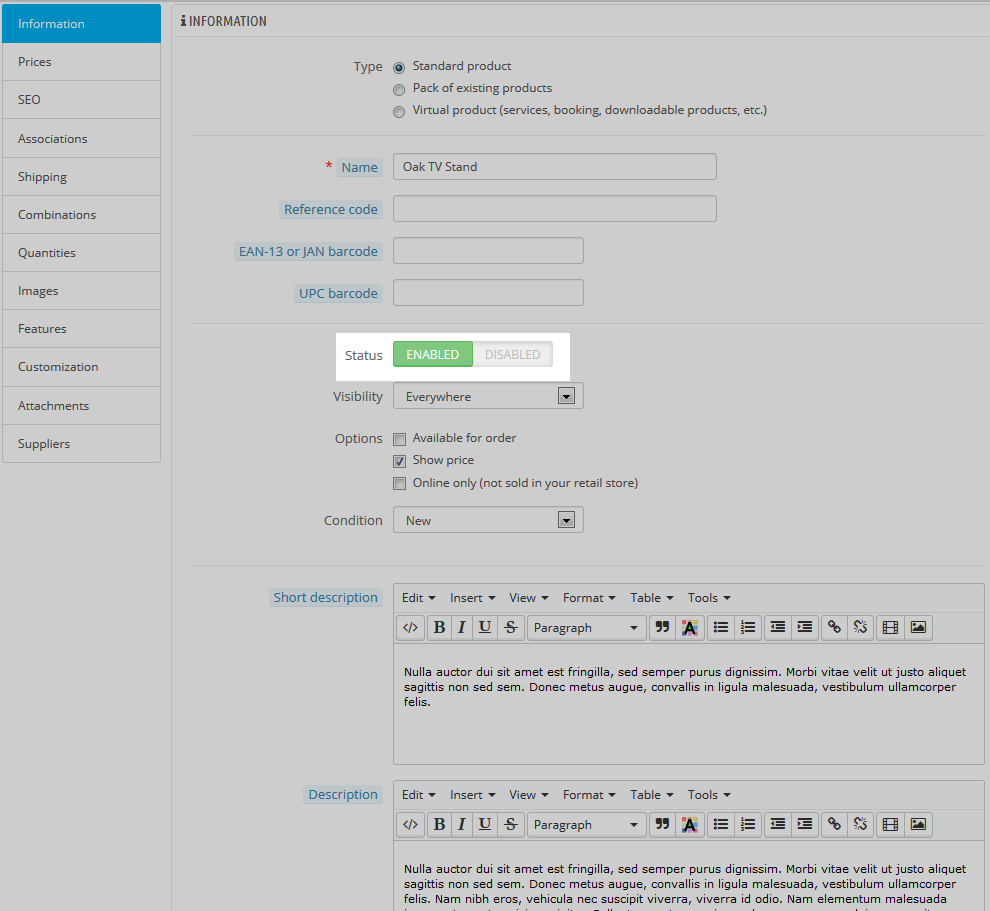 Information
Prices
SEO
Associations
Shipping
Combinations
Quantities
Images
Features
Customization
Attachments
Suppliers
INFORMATION
Type
Standard product
Pack of existing products
Virtual product (services, booking, downloadable products, etc.)
* Name Oak TV Stand
Reference code
EAN-13 or JAN barcode
UPC barcode
Status ENABLED DISABLED
Visibility Everywhere
Options Available for order
Show price
Online only (not sold in your retail store)
Condition New
Short description Edit Insert View Format Table Tools
B I U S Paragraph A
Nulla auctor dui sit amet est fringilla, sed semper purus dignissim. Morbi vitae velit ut justo aliquet
sagittis non sed sem. Donec metus augue, convallis in ligula malesuada, vestibulum ullamcorper
felis.
Description Edit Insert View Format Table Tools
B I U S Paragraph A
Nulla auctor dui sit amet est fringilla, sed semper purus dignissim. Morbi vitae velit ut justo aliquet
sagittis non sed sem. Donec metus augue, convallis in ligula malesuada, vestibulum ullamcorper
felis. Nam nibh eros, vehicula nec suscipit viverra, viverra id odio. Nam elementum malesuada